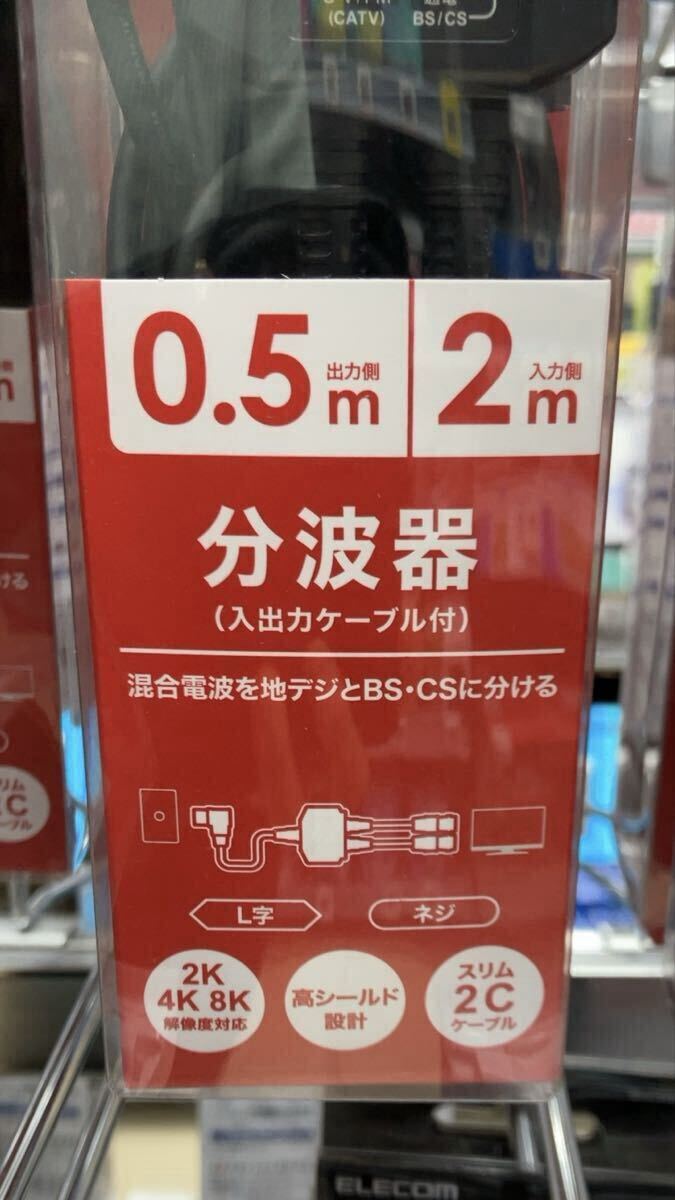 (CATV) BS/CS
0.5m 出力側
2m 入力側
分波器
(入出力ケーブル付)
混合電波を地デジとBS・CSに分ける
L字 ネジ
2K
4K 8K
解像度対応
高シールド
設計
スリム
2C
ケーブル
ELECOM